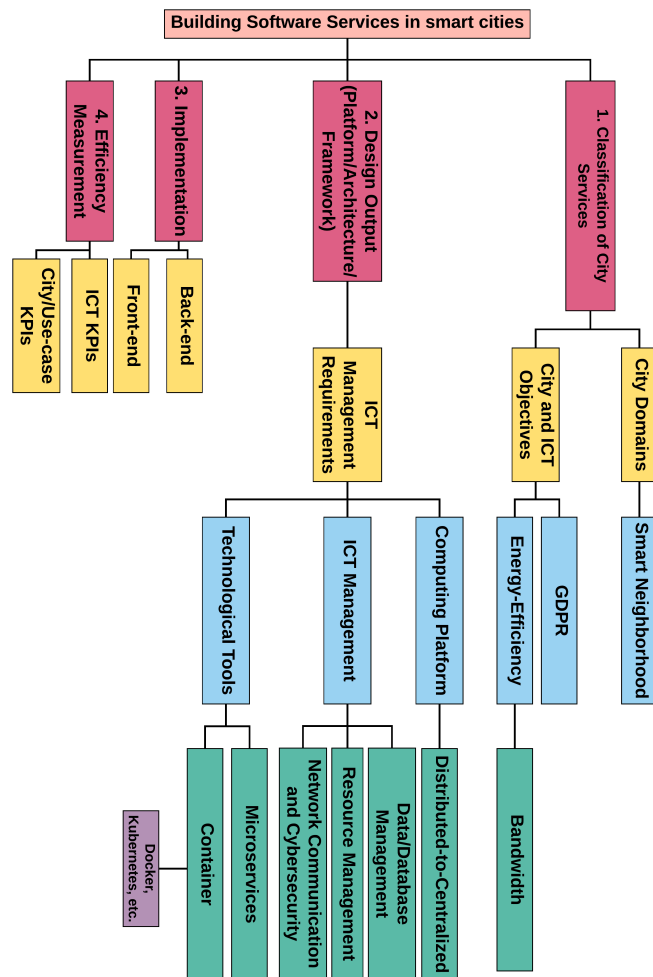 Building Software Services in smart cities
1. Classification of City
Services
2. Design Output
(Platform/Architecture/
Framework)
3. Implementation
4. Efficiency
Measurement
City Domains
City and ICT
Objectives
ICT
Management
Requirements
Back-end
Front-end
ICT KPIs
City/Use-case
KPIs
Smart Neighborhood
GDPR
Energy-Efficiency
Computing Platform
ICT Management
Technological Tools
Bandwidth
Distributed-to-Centralized
Data/Database
Management
Resource Management
Network Communication
and Cybersecurity
Microservices
Container
Docker,
Kubernetes, etc.